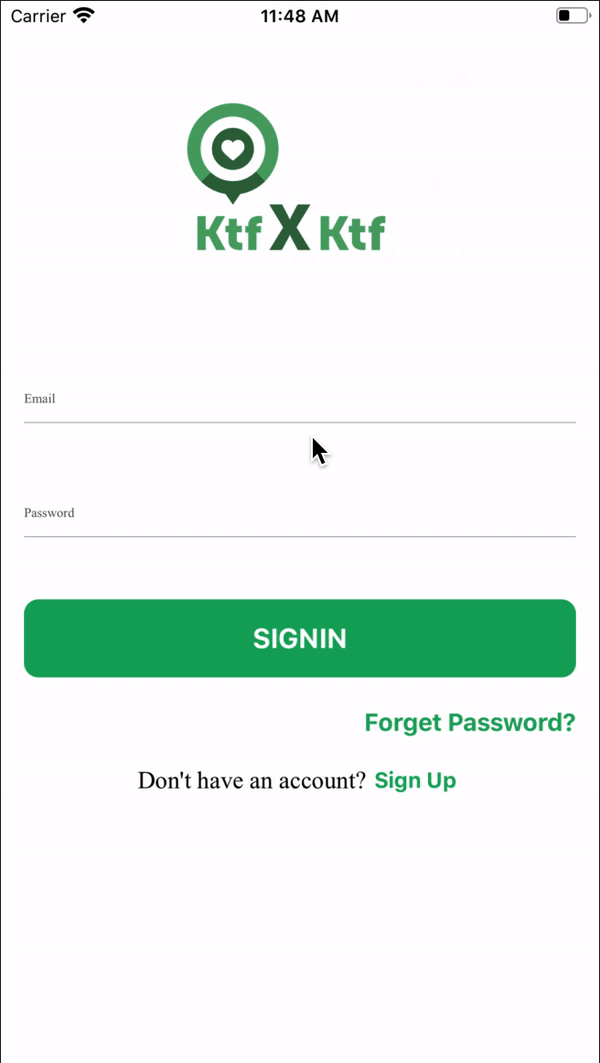 Carrier 11:48 AM
Ktf X Ktf
Email
Password
SIGNIN
Forget Password?
Don't have an account? Sign Up